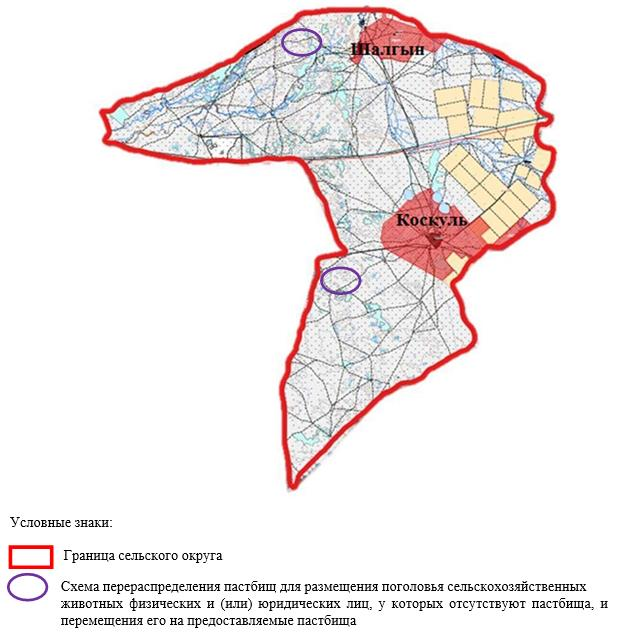 Шалгын
Коскуль
Условные знаки:
Граница сельского округа
Схема перераспределения пастбищ для размещения поголовья сельскохозяйственных
животных физических и (или) юридических лиц, у которых отсутствуют пастбища, и
перемещения его на предоставляемые пастбища